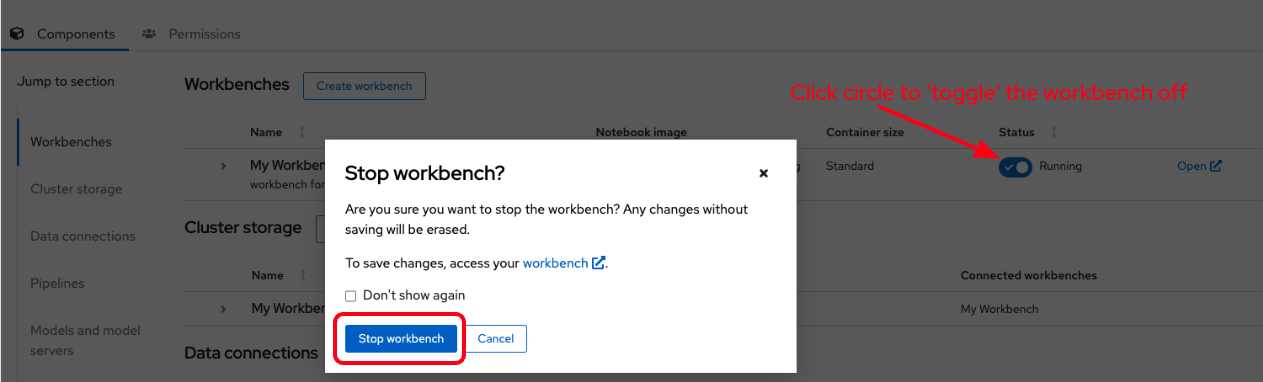 Components
Permissions
Jump to section
Workbenches
Create workbench
Click circle to 'toggle' the workbench off
Name
Notebook image
Container size
Status
Workbenches
My Workben
Standard
Running
Open
workbench for
Cluster storage
Cluster storage
Data connections
Name
Connected workbenches
Pipelines
My Workben
My Workbench
Models and model
servers
Data connections
Stop workbench?
Are you sure you want to stop the workbench? Any changes without
saving will be erased.
To save changes, access your workbench.
Don't show again
Stop workbench
Cancel